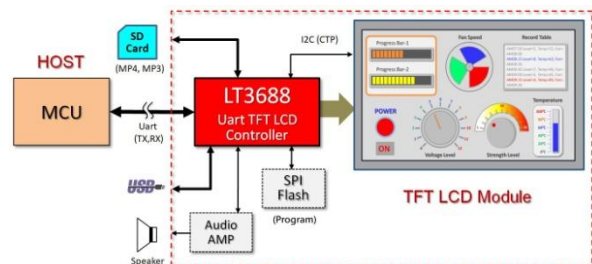 HOST
MCU
SD
Card
(MP4, MP3)
Uart
(TX,RX)
USB
Speaker
Audio
AMP
LT3688
Uart TFT LCD
Controller
SPI
Flash
(Program)
I2C (CTP)
Progress Bar-1
Progress Bar-2
Fan Speed
Record Table
POWER
ON
Voltage Level
Strength Level
Temperature
TFT LCD Module